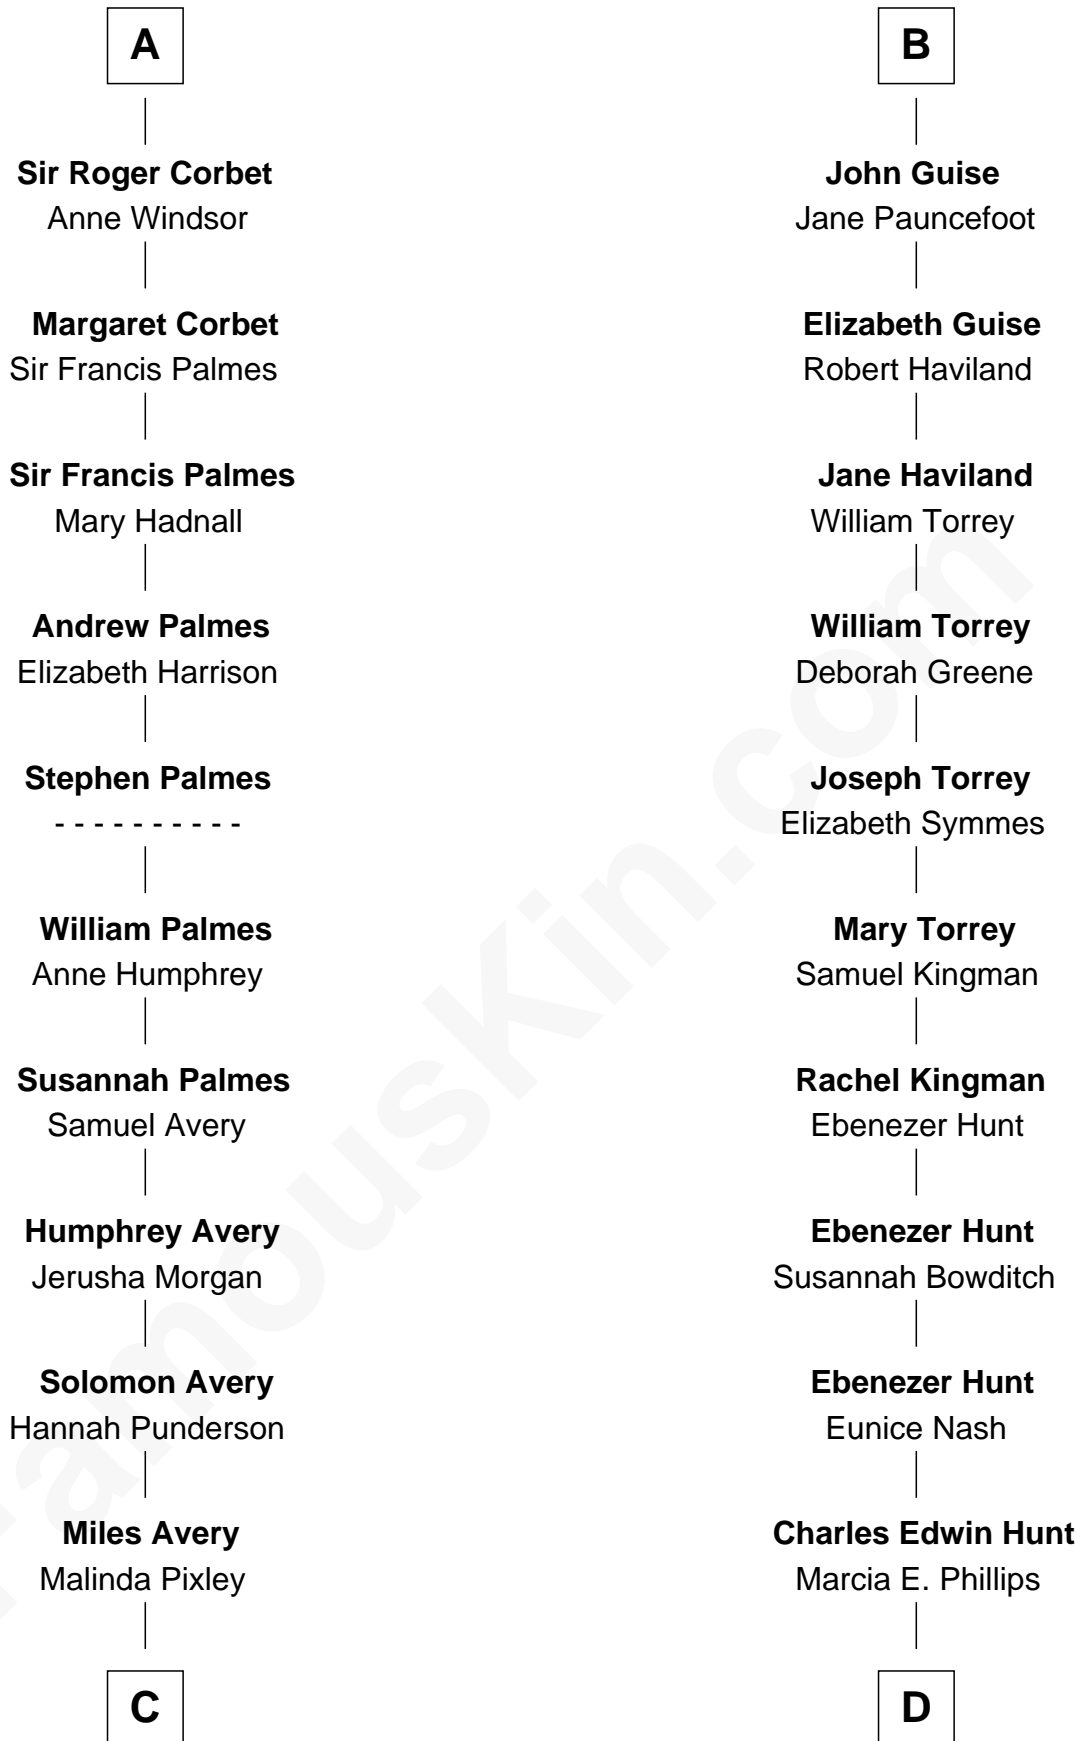 A
Sir Roger Corbet
Anne Windsor
Margaret Corbet
Sir Francis Palmes
Sir Francis Palmes
Mary Hadnall
Andrew Palmes
Elizabeth Harrison
Stephen Palmes
- - - - - - - - - -
William Palmes
Anne Humphrey
Susannah Palmes
Samuel Avery
Humphrey Avery
Jerusha Morgan
Solomon Avery
Hannah Punderson
Miles Avery
Malinda Pixley
C
B
John Guise
Jane Pauncefoot
Elizabeth Guise
Robert Haviland
Jane Haviland
William Torrey
William Torrey
Deborah Greene
Joseph Torrey
Elizabeth Symmes
Mary Torrey
Samuel Kingman
Rachel Kingman
Ebenezer Hunt
Ebenezer Hunt
Susannah Bowditch
Ebenezer Hunt
Eunice Nash
Charles Edwin Hunt
Marcia E. Phillips
D
FamousKin.com